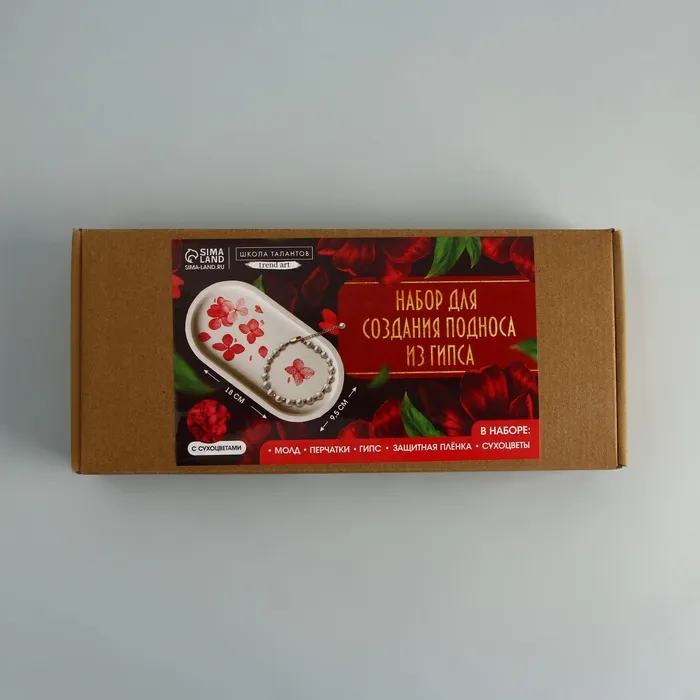 SIMA
LAND
SIMA-LAND.RU
ШКОЛА ТАЛАНТОВ
trend art
НАБОР ДЛЯ
СОЗДАНИЯ ПОДНОСА
ИЗ ГИПСА
18 СМ
9,5 СМ
С СУХОЦВЕТАМИ
В НАБОРЕ:
• МОЛД • ПЕРЧАТКИ • ГИПС • ЗАЩИТНАЯ ПЛЁНКА • СУХОЦВЕТЫ